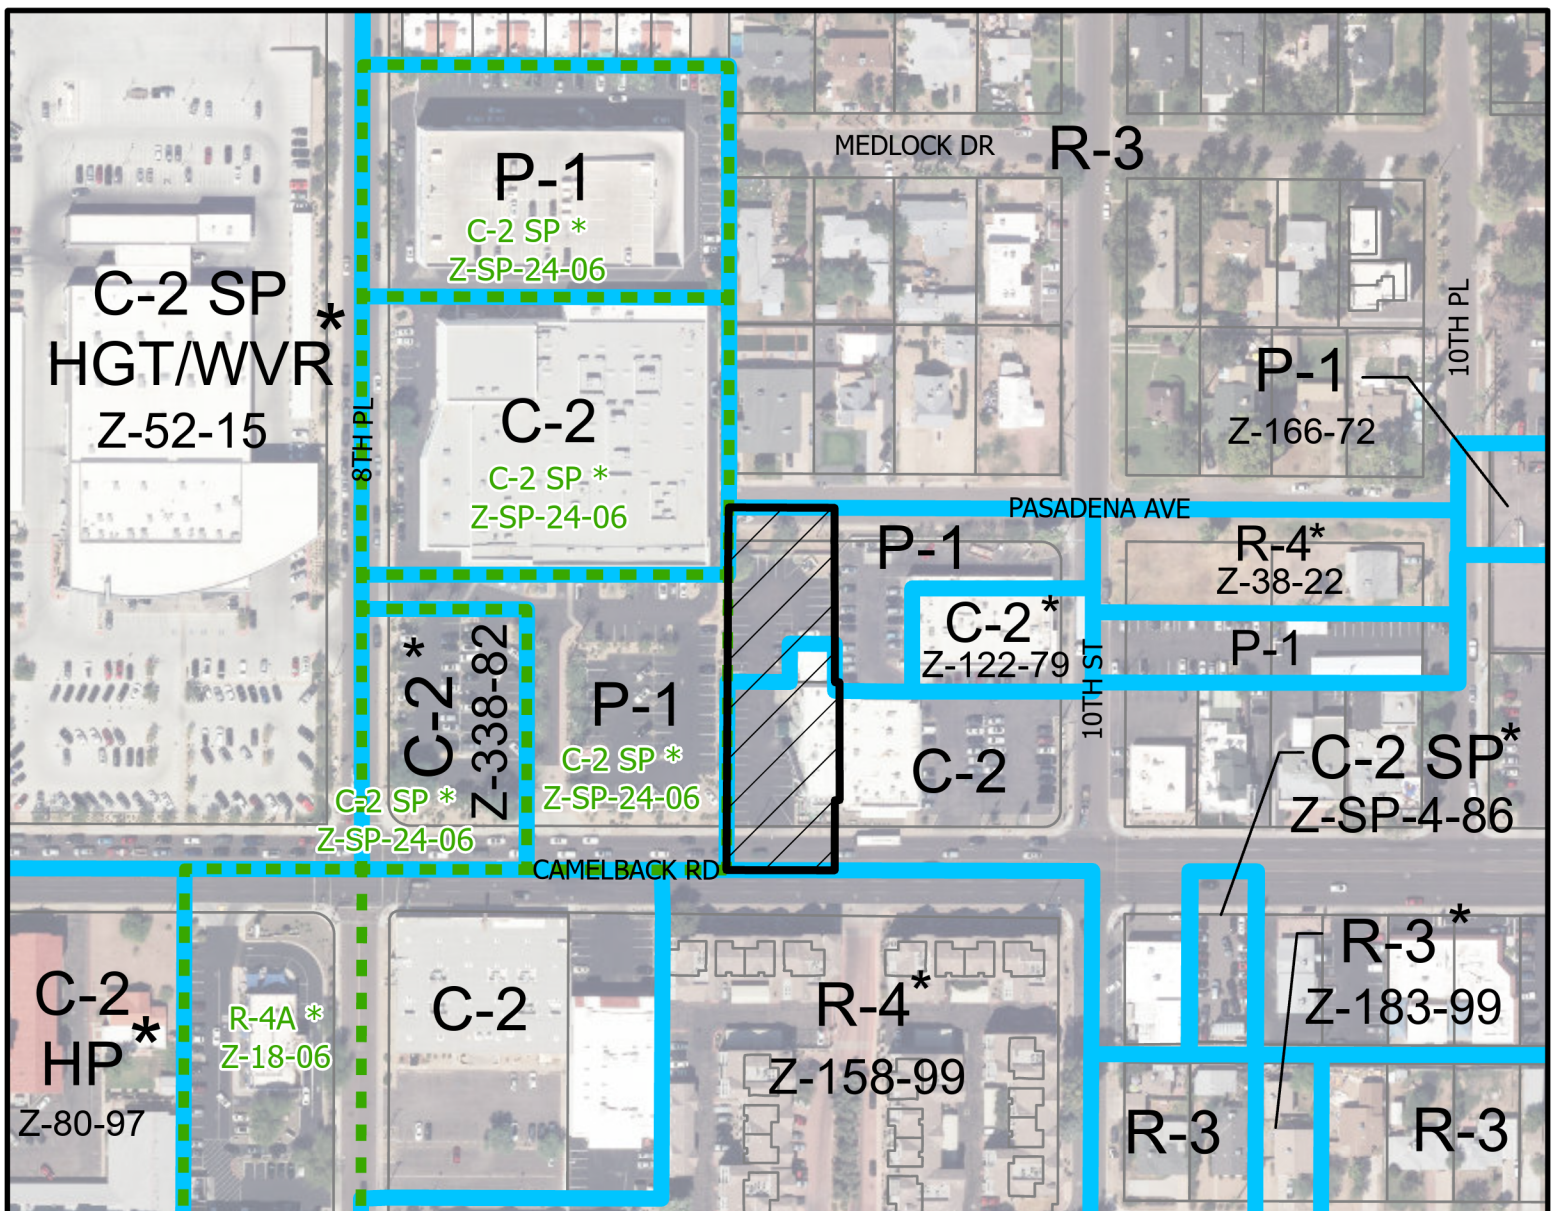 MEDLOCK DR
R-3
P-1
C-2 SP *
Z-SP-24-06
C-2 SP *
HGT/WVR
Z-52-15
8TH PL
C-2
C-2 SP *
Z-SP-24-06
10TH PL
P-1
Z-166-72
PASADENA AVE
P-1
R-4*
Z-38-22
C-2 *
Z-122-79
P-1
10TH ST
C-2 *
Z-338-82
C-2 SP *
Z-SP-24-06
P-1
C-2 SP *
Z-SP-24-06
C-2
C-2 SP*
Z-SP-4-86
CAMELBACK RD
C-2
HP*
Z-80-97
R-4A *
Z-18-06
C-2
R-4*
Z-158-99
R-3 *
Z-183-99
R-3
R-3